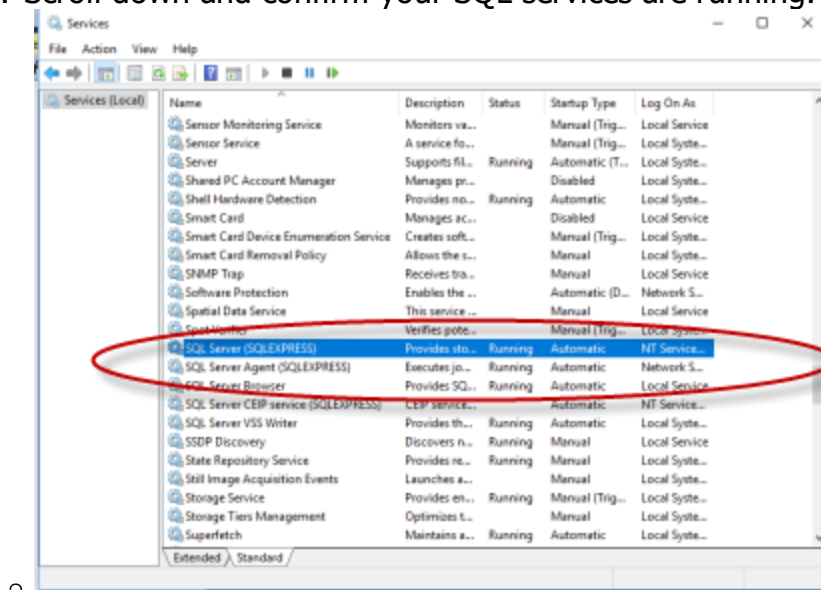 . Scroll down and confirm your SQL services are running.
Services
File Action View Help
Services (Local)
Name Description Status Startup Type Log On As
Sensor Monitoring Service Monitors va... Manual (Trig... Local Service
Sensor Service A service fo... Manual (Trig... Local Syste...
Server Supports fil... Running Automatic (T... Local Syste...
Shared PC Account Manager Manages pr... Disabled Local Syste...
Shell Hardware Detection Provides no... Running Automatic Local Syste...
Smart Card Manages ac... Disabled Local Service
Smart Card Device Enumeration Service Creates soft... Manual (Trig... Local Syste...
Smart Card Removal Policy Allows the s... Manual Local Syste...
SNMP Trap Receives tra... Manual Local Service
Software Protection Enables the ... Automatic (D... Network S...
Spatial Data Service This service ... Manual Local Service
Spot Verifier Verifies pote... Manual (Trig... Local Syste...
SQL Server (SQLEXPRESS) Provides sto... Running Automatic NT Service...
SQL Server Agent (SQLEXPRESS) Executes jo... Running Automatic Network S...
SQL Server Browser Provides SQ... Running Automatic Local Service
SQL Server CEIP service (SQLEXPRESS) CEIP service... Automatic NT Service...
SQL Server VSS Writer Provides th... Running Automatic Local Syste...
SSDP Discovery Discovers n... Running Manual Local Service
State Repository Service Provides re... Running Manual Local Syste...
Still Image Acquisition Events Launches a... Manual Local Syste...
Storage Service Provides en... Running Manual (Trig... Local Syste...
Storage Tiers Management Optimizes t... Manual Local Syste...
Superfetch Maintains a... Running Automatic Local Syste...
Extended Standard